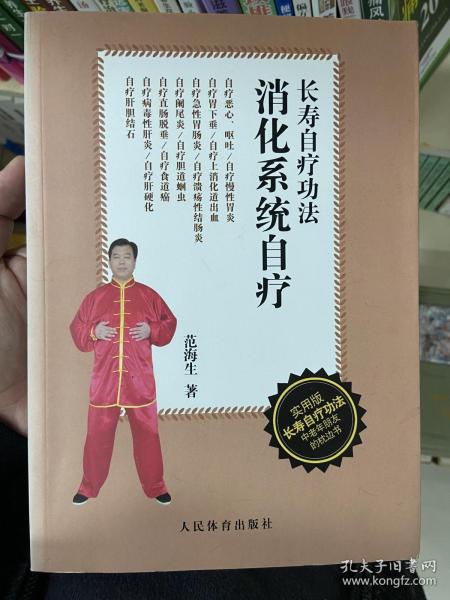 长寿自疗功法
消化系统自疗
自疗恶心、呕吐/自疗慢性胃炎
自疗胃下垂/自疗上消化道出血
自疗急性胃肠炎/自疗溃疡性结肠炎
自疗阑尾炎/自疗胆道蛔虫
自疗直肠脱垂/自疗食道癌
自疗病毒性肝炎/自疗肝硬化
自疗肝胆结石
范海生 著
实用版
长寿自疗功法
中老年朋友
的枕边书
人民体育出版社
孔夫子旧书网
www.kongfz.com